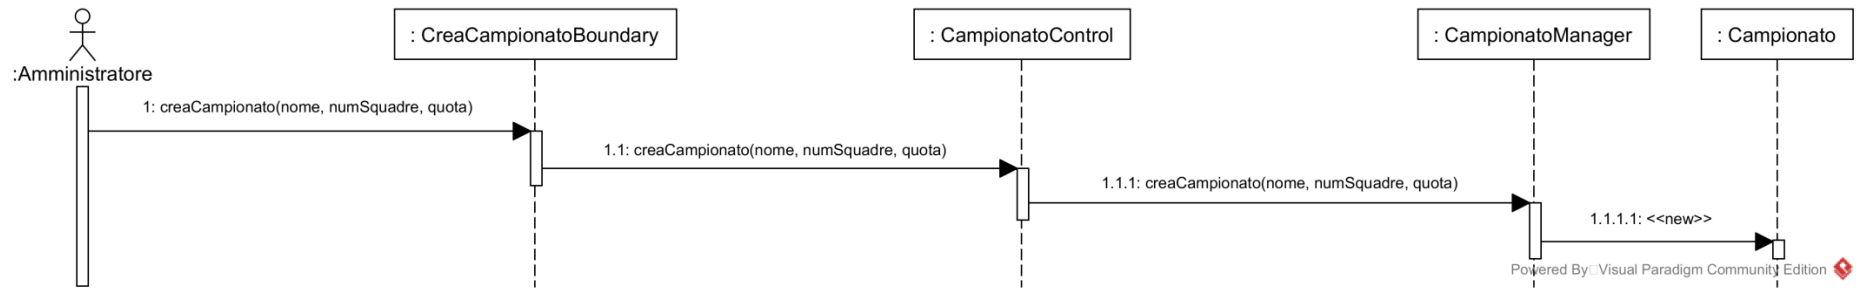 : CreaCampionatoBoundary
: CampionatoControl
: CampionatoManager
: Campionato
:Amministratore
1: creaCampionato(nome, numSquadre, quota)
1.1: creaCampionato(nome, numSquadre, quota)
1.1.1: creaCampionato(nome, numSquadre, quota)
1.1.1.1: <<new>>
Powered By Visual Paradigm Community Edition